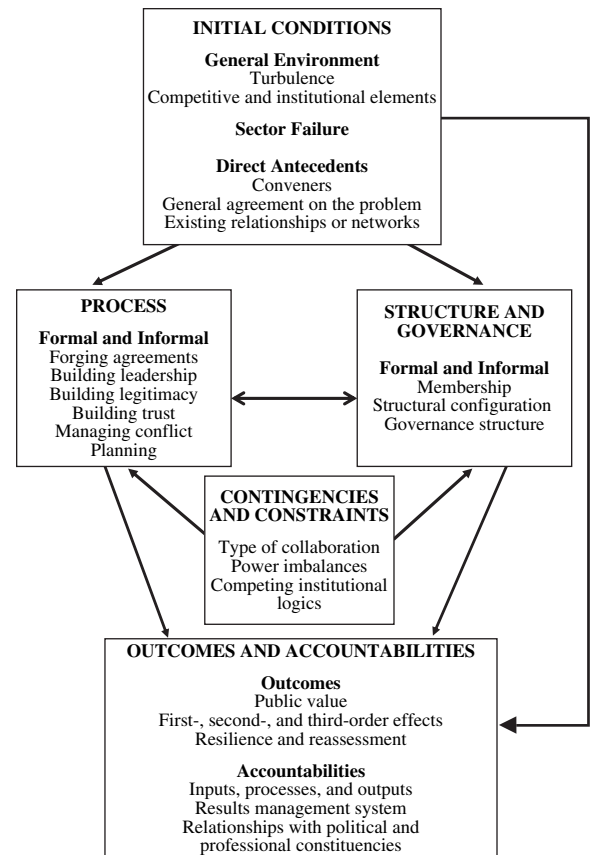 INITIAL CONDITIONS
General Environment
Turbulence
Competitive and institutional elements
Sector Failure
Direct Antecedents
Conveners
General agreement on the problem
Existing relationships or networks
PROCESS
Formal and Informal
Forging agreements
Building leadership
Building legitimacy
Building trust
Managing conflict
Planning
STRUCTURE AND
GOVERNANCE
Formal and Informal
Membership
Structural configuration
Governance structure
CONTINGENCIES
AND CONSTRAINTS
Type of collaboration
Power imbalances
Competing institutional
logics
OUTCOMES AND ACCOUNTABILITIES
Outcomes
Public value
First-, second-, and third-order effects
Resilience and reassessment
Accountabilities
Inputs, processes, and outputs
Results management system
Relationships with political and
professional constituencies